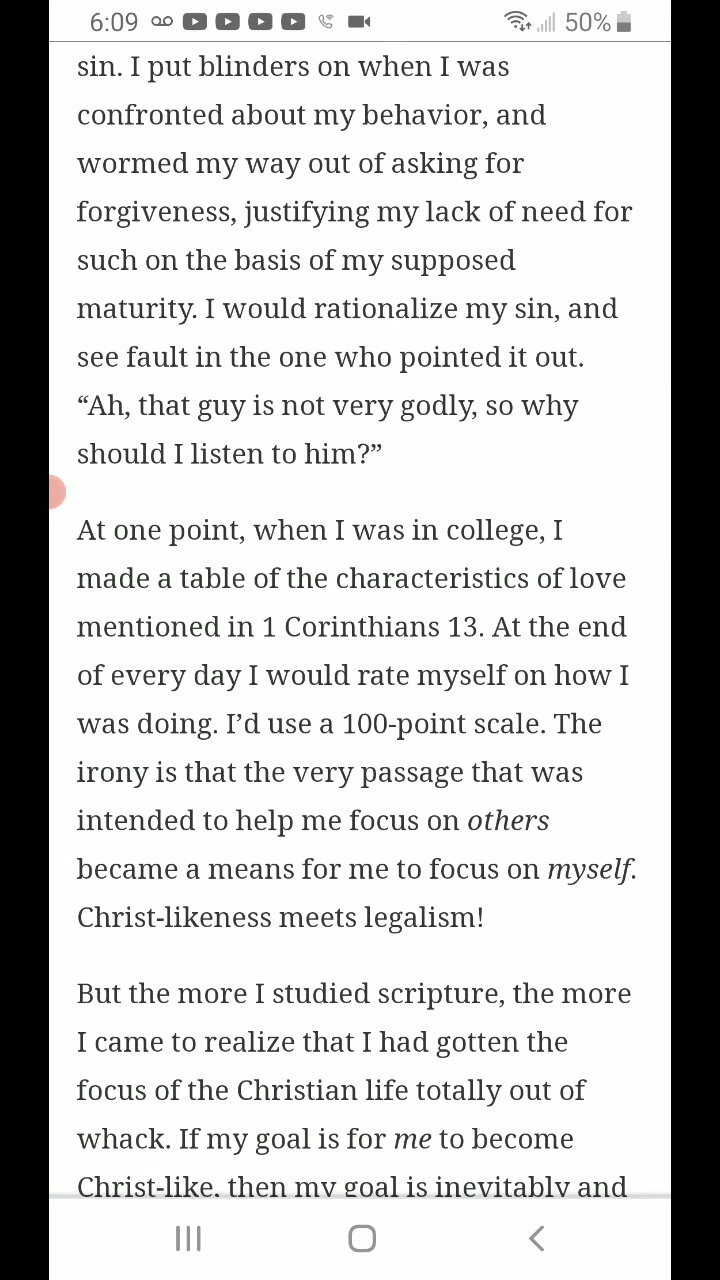 6:09
50%
sin. I put blinders on when I was
confronted about my behavior, and
wormed my way out of asking for
forgiveness, justifying my lack of need for
such on the basis of my supposed
maturity. I would rationalize my sin, and
see fault in the one who pointed it out.
“Ah, that guy is not very godly, so why
should I listen to him?”
At one point, when I was in college, I
made a table of the characteristics of love
mentioned in 1 Corinthians 13. At the end
of every day I would rate myself on how I
was doing. I’d use a 100-point scale. The
irony is that the very passage that was
intended to help me focus on others
became a means for me to focus on myself.
Christ-likeness meets legalism!
But the more I studied scripture, the more
I came to realize that I had gotten the
focus of the Christian life totally out of
whack. If my goal is for me to become
Christ-like, then my goal is inevitably and